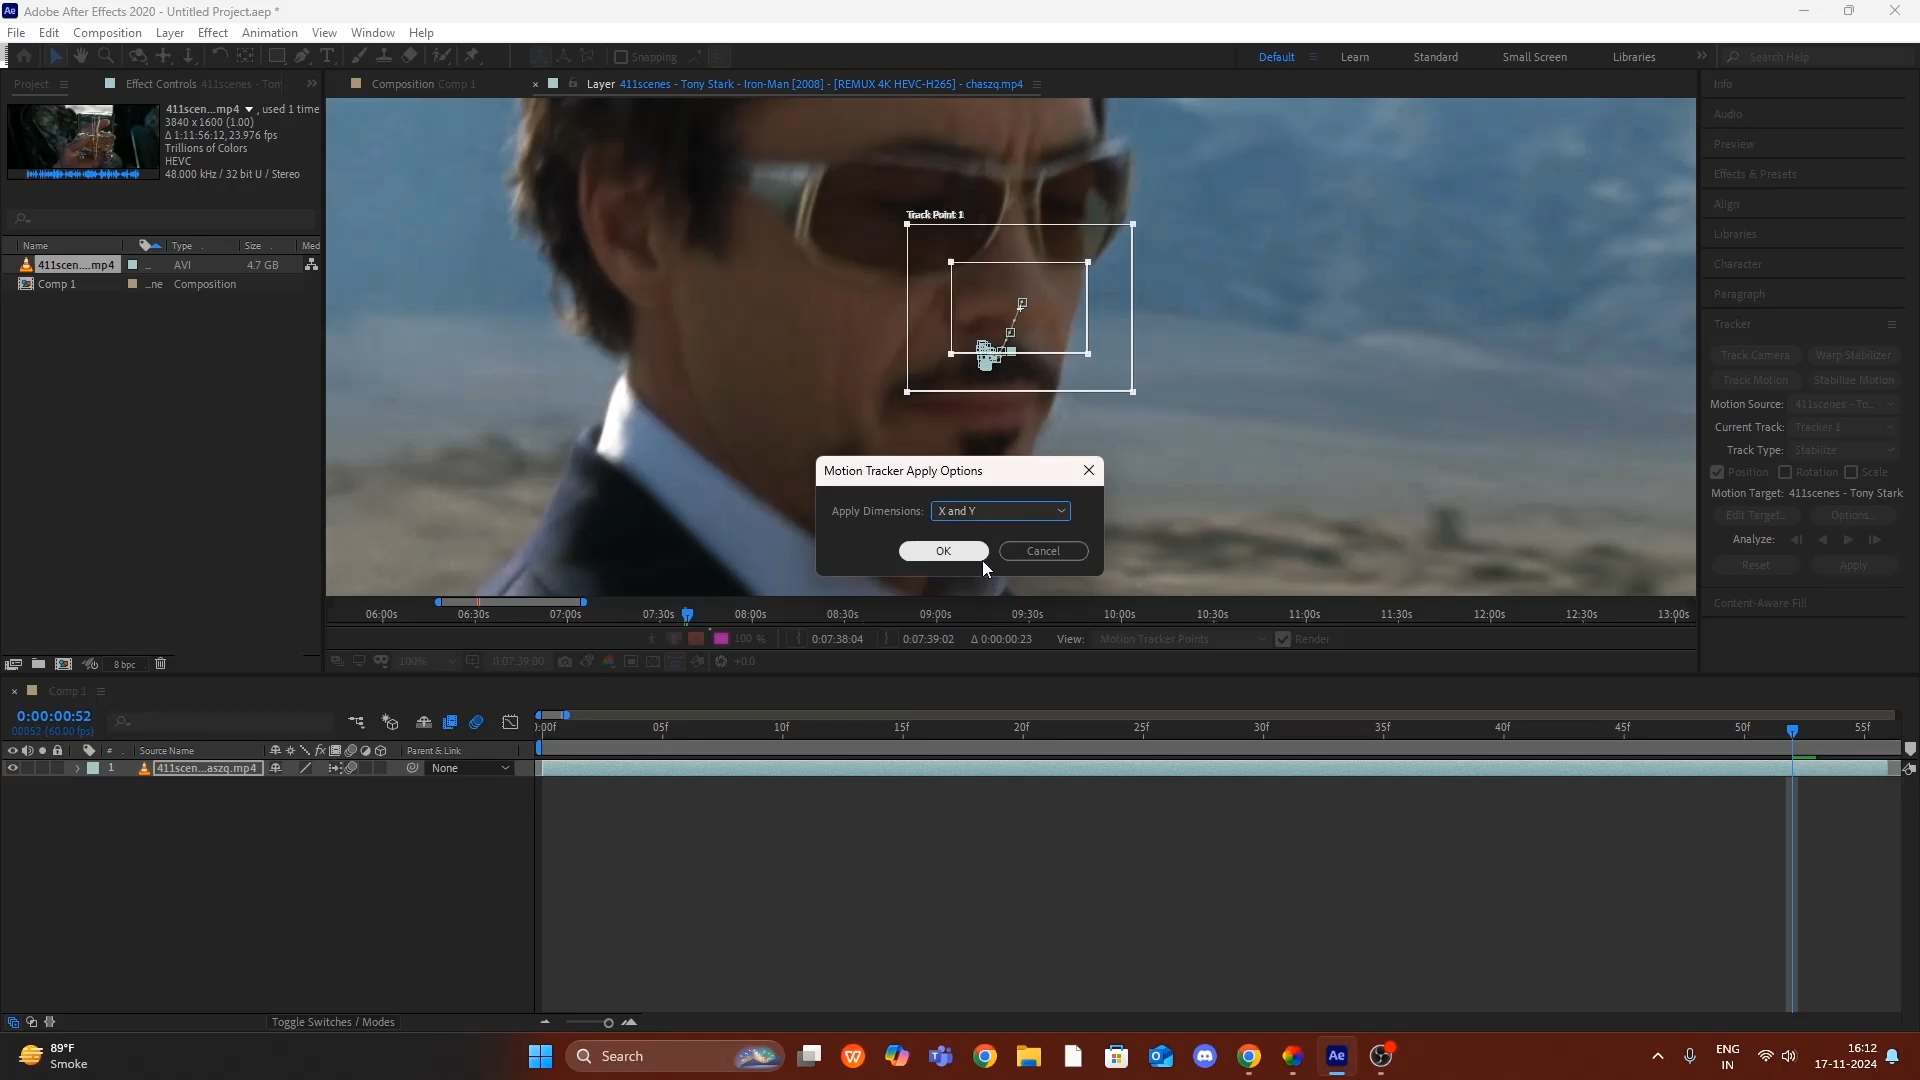 Ae Adobe After Effects 2020 - Untitled Project.aep *
File Edit Composition Layer Effect Animation View Window Help
Snapping
Default Learn Standard Small Screen Libraries Search Help
Project Effect Controls 411scenes - Ton
Composition Comp 1
Layer 411scenes - Tony Stark - Iron-Man [2008] - [REMUX 4K HEVC-H265] - chaszq.mp4
411scen...mp4 , used 1 time
3840 x 1600 (1.00)
Δ 1:11:56:12, 23.976 fps
Trillions of Colors
HEVC
48.000 kHz / 32 bit U / Stereo
Name Type Size Med
411scen....mp4 ... AVI 4.7 GB
Comp 1 ...ne Composition
8 bpc
Track Point 1
Motion Tracker Apply Options
Apply Dimensions: X and Y
OK Cancel
06:00s 06:30s 07:00s 07:30s 08:00s 08:30s 09:00s 09:30s 10:00s 10:30s 11:00s 11:30s 12:00s 12:30s 13:00s
100 % 0:07:38:04 0:07:39:02 Δ 0:00:00:23 View: Motion Tracker Points Render
100% 0:07:39:00 +0.0
Info
Audio
Preview
Effects & Presets
Align
Libraries
Character
Paragraph
Tracker
Track Camera Warp Stabilizer
Track Motion Stabilize Motion
Motion Source: 411scenes - To...
Current Track: Tracker 1
Track Type: Stabilize
Position Rotation Scale
Motion Target: 411scenes - Tony Stark
Edit Target... Options...
Analyze:
Reset Apply
Content-Aware Fill
Comp 1
0:00:00:52
00052 (60.00 fps)
:00f 05f 10f 15f 20f 25f 30f 35f 40f 45f 50f 55f
# Source Name fx Parent & Link
1 411scen...aszq.mp4 None
Toggle Switches / Modes
89°F
Smoke
Search
Ae
ENG
IN
16:12
17-11-2024